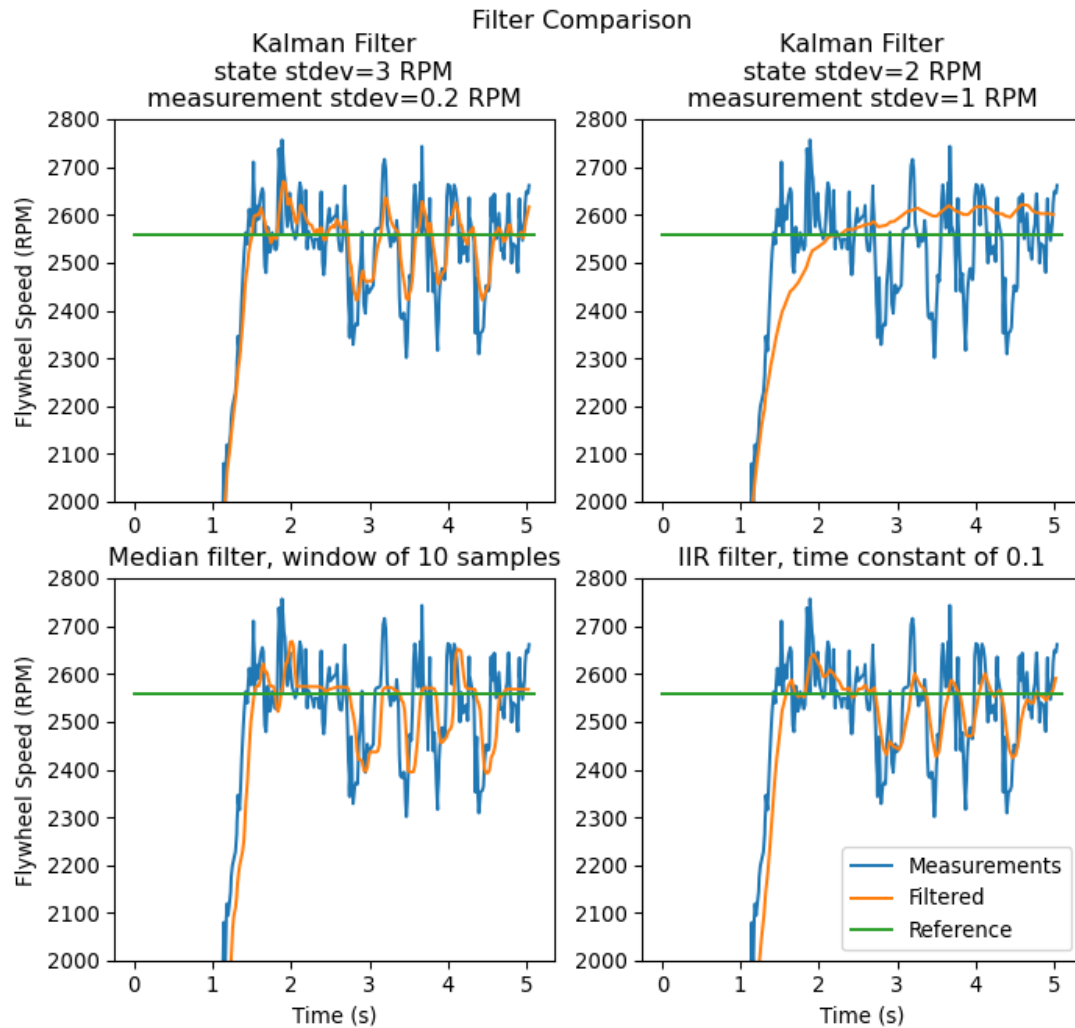 Filter Comparison
Kalman Filter
state stdev=3 RPM
measurement stdev=0.2 RPM
Kalman Filter
state stdev=2 RPM
measurement stdev=1 RPM
Flywheel Speed (RPM)
2800
2700
2600
2500
2400
2300
2200
2100
2000
0 1 2 3 4 5
2800
2700
2600
2500
2400
2300
2200
2100
2000
0 1 2 3 4 5
Median filter, window of 10 samples
IIR filter, time constant of 0.1
Flywheel Speed (RPM)
2800
2700
2600
2500
2400
2300
2200
2100
2000
0 1 2 3 4 5
Time (s)
2800
2700
2600
2500
2400
2300
2200
2100
2000
Measurements
Filtered
Reference
0 1 2 3 4 5
Time (s)